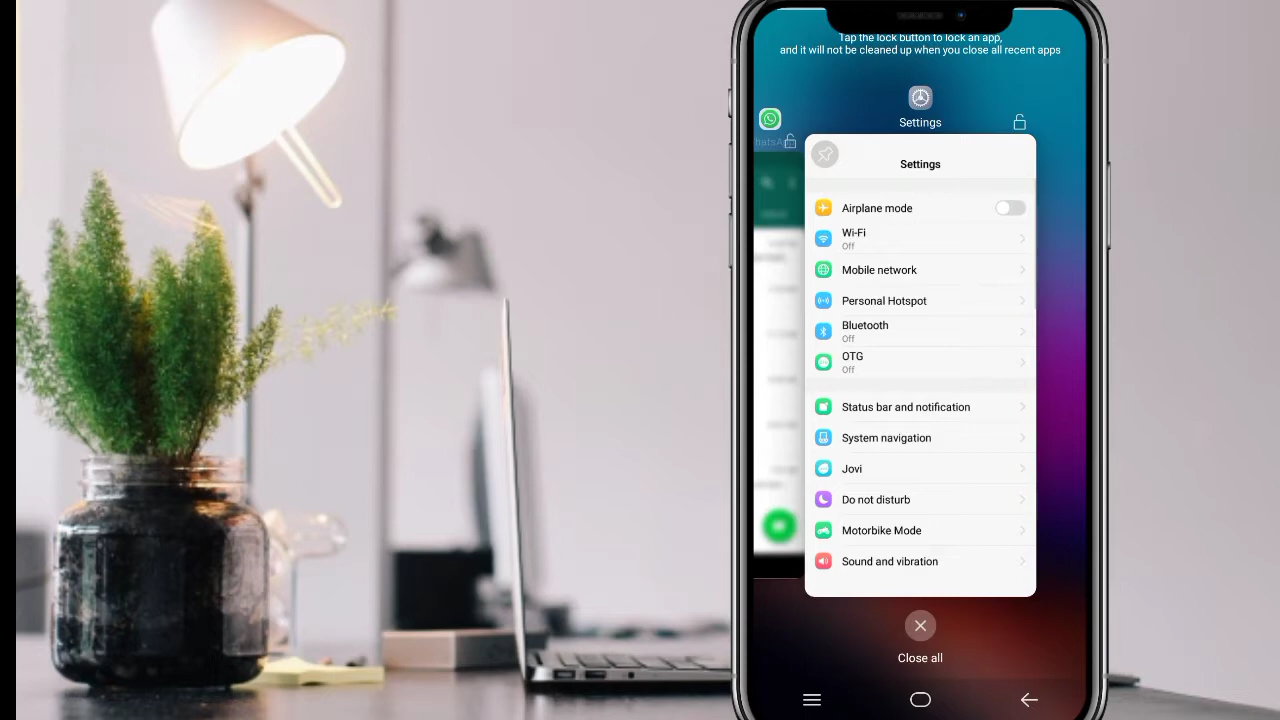 Tap the lock button to lock an app,
and it will not be cleaned up when you close all recent apps
Settings
Settings
Airplane mode
Wi-Fi
Off
Mobile network
Personal Hotspot
Bluetooth
Off
OTG
Off
Status bar and notification
System navigation
Jovi
Do not disturb
Motorbike Mode
Sound and vibration
Close all